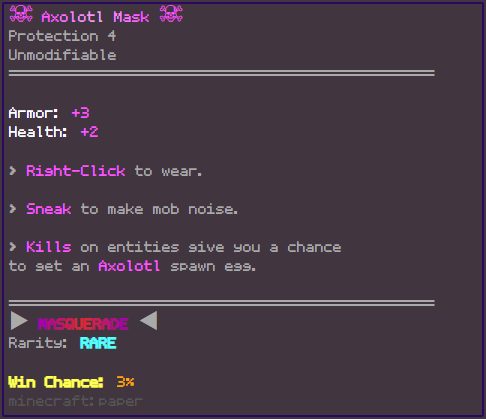 ☠ Axolotl Mask ☠
Protection 4
Unmodifiable
Armor: +3
Health: +2
> Right-Click to wear.
> Sneak to make mob noise.
> Kills on entities give you a chance
to get an Axolotl spawn egg.
▶ MASQUERADE ◀
Rarity: RARE
Win Chance: 3%
minecraft:paper